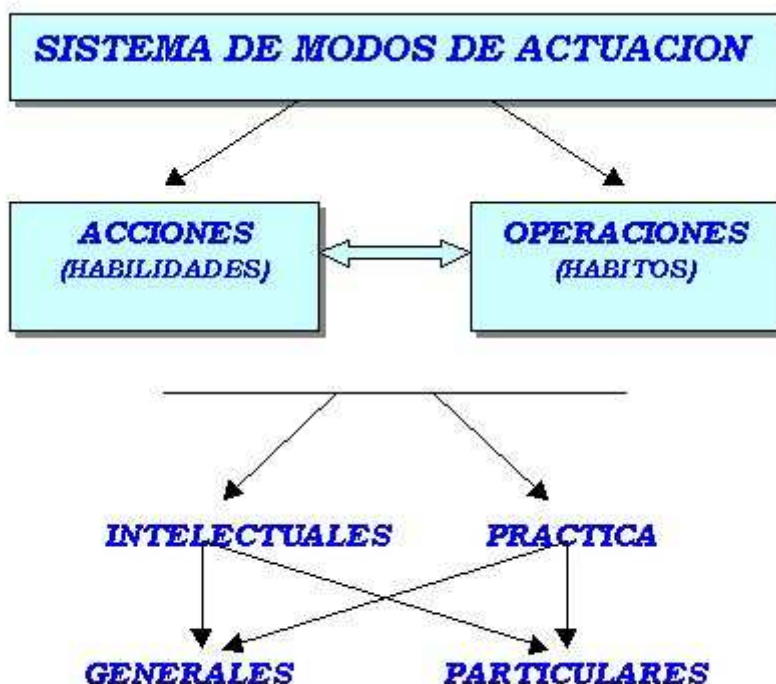 SISTEMA DE MODOS DE ACTUACION
ACCIONES
(HABILIDADES)
OPERACIONES
(HABITOS)
INTELECTUALES
PRACTICA
GENERALES
PARTICULARES